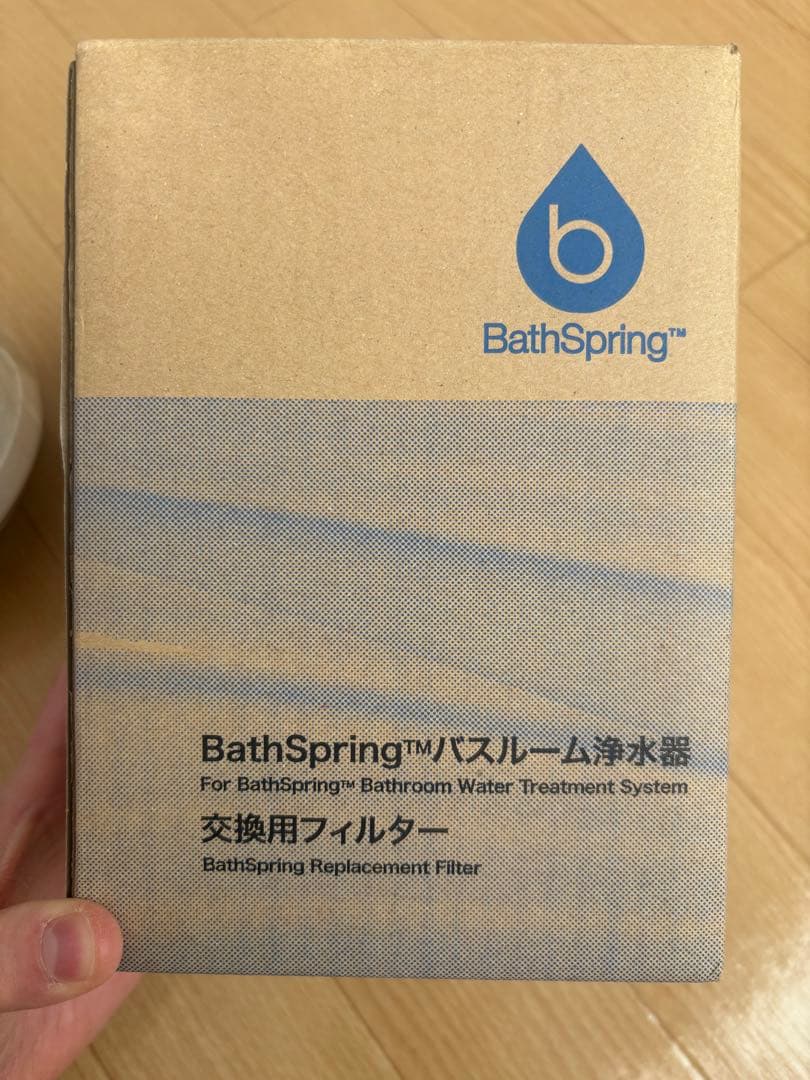 b
BathSpring™
BathSpring™バスルーム浄水器
For BathSpring™ Bathroom Water Treatment System
交換用フィルター
BathSpring Replacement Filter